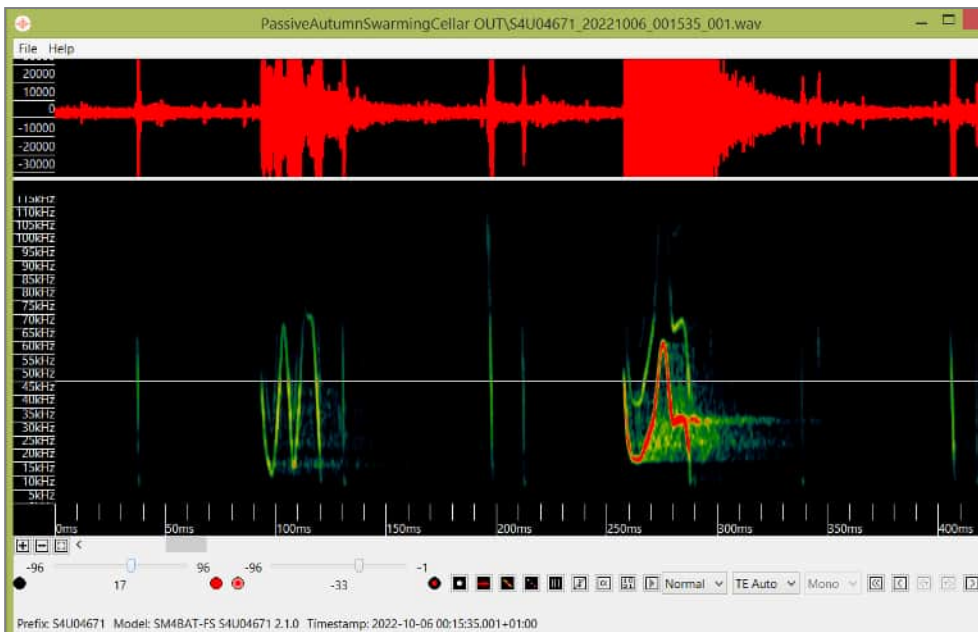 PassiveAutumnSwarmingCellar OUT\S4U04671_20221006_001535_001.wav
File Help
20000
10000
0
-10000
-20000
-30000
115kHz
110kHz
105kHz
100kHz
95kHz
90kHz
85kHz
80kHz
75kHz
70kHz
65kHz
60kHz
55kHz
50kHz
45kHz
40kHz
35kHz
30kHz
25kHz
20kHz
15kHz
10kHz
5kHz
0ms 50ms 100ms 150ms 200ms 250ms 300ms 350ms 400ms
-96 96 -96 -1
17 -33
Normal TE Auto Mono
Prefix: S4U04671 Model: SM4BAT-FS S4U04671 2.1.0 Timestamp: 2022-10-06 00:15:35.001+01:00